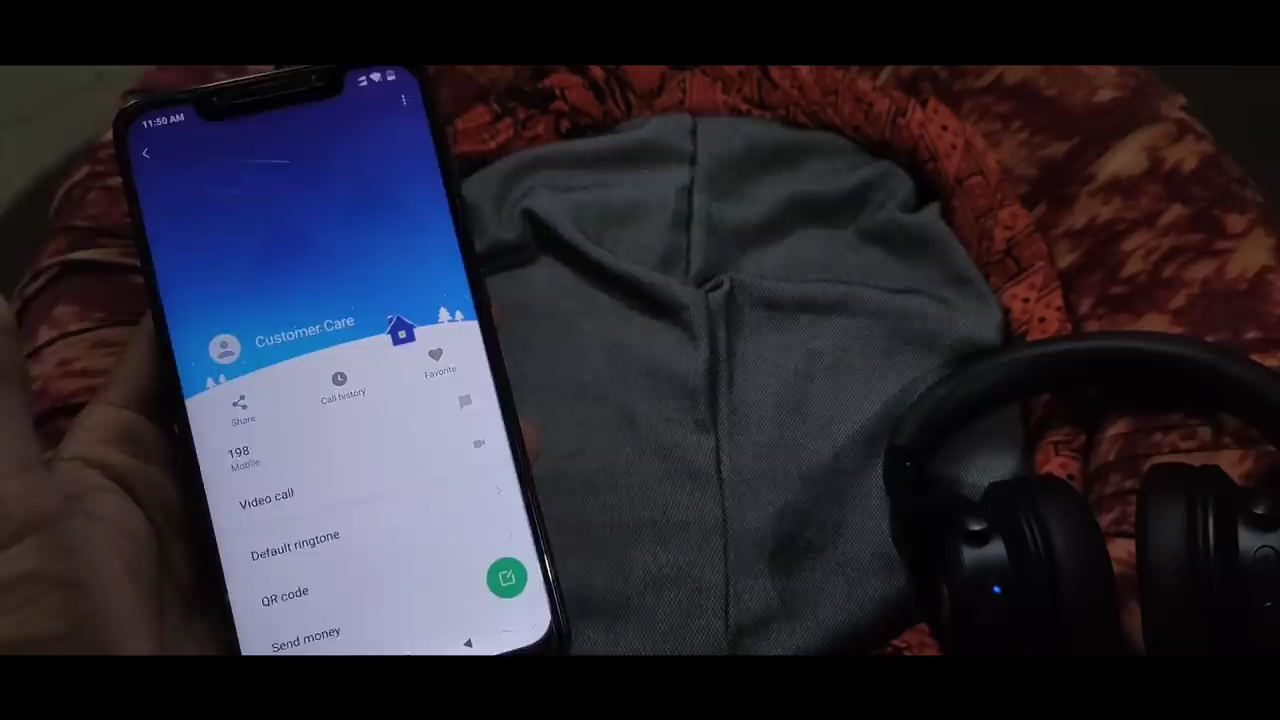 11:50 AM
Customer Care
Share
Call history
Favorite
198
Mobile
Video call
Default ringtone
QR code
Send money